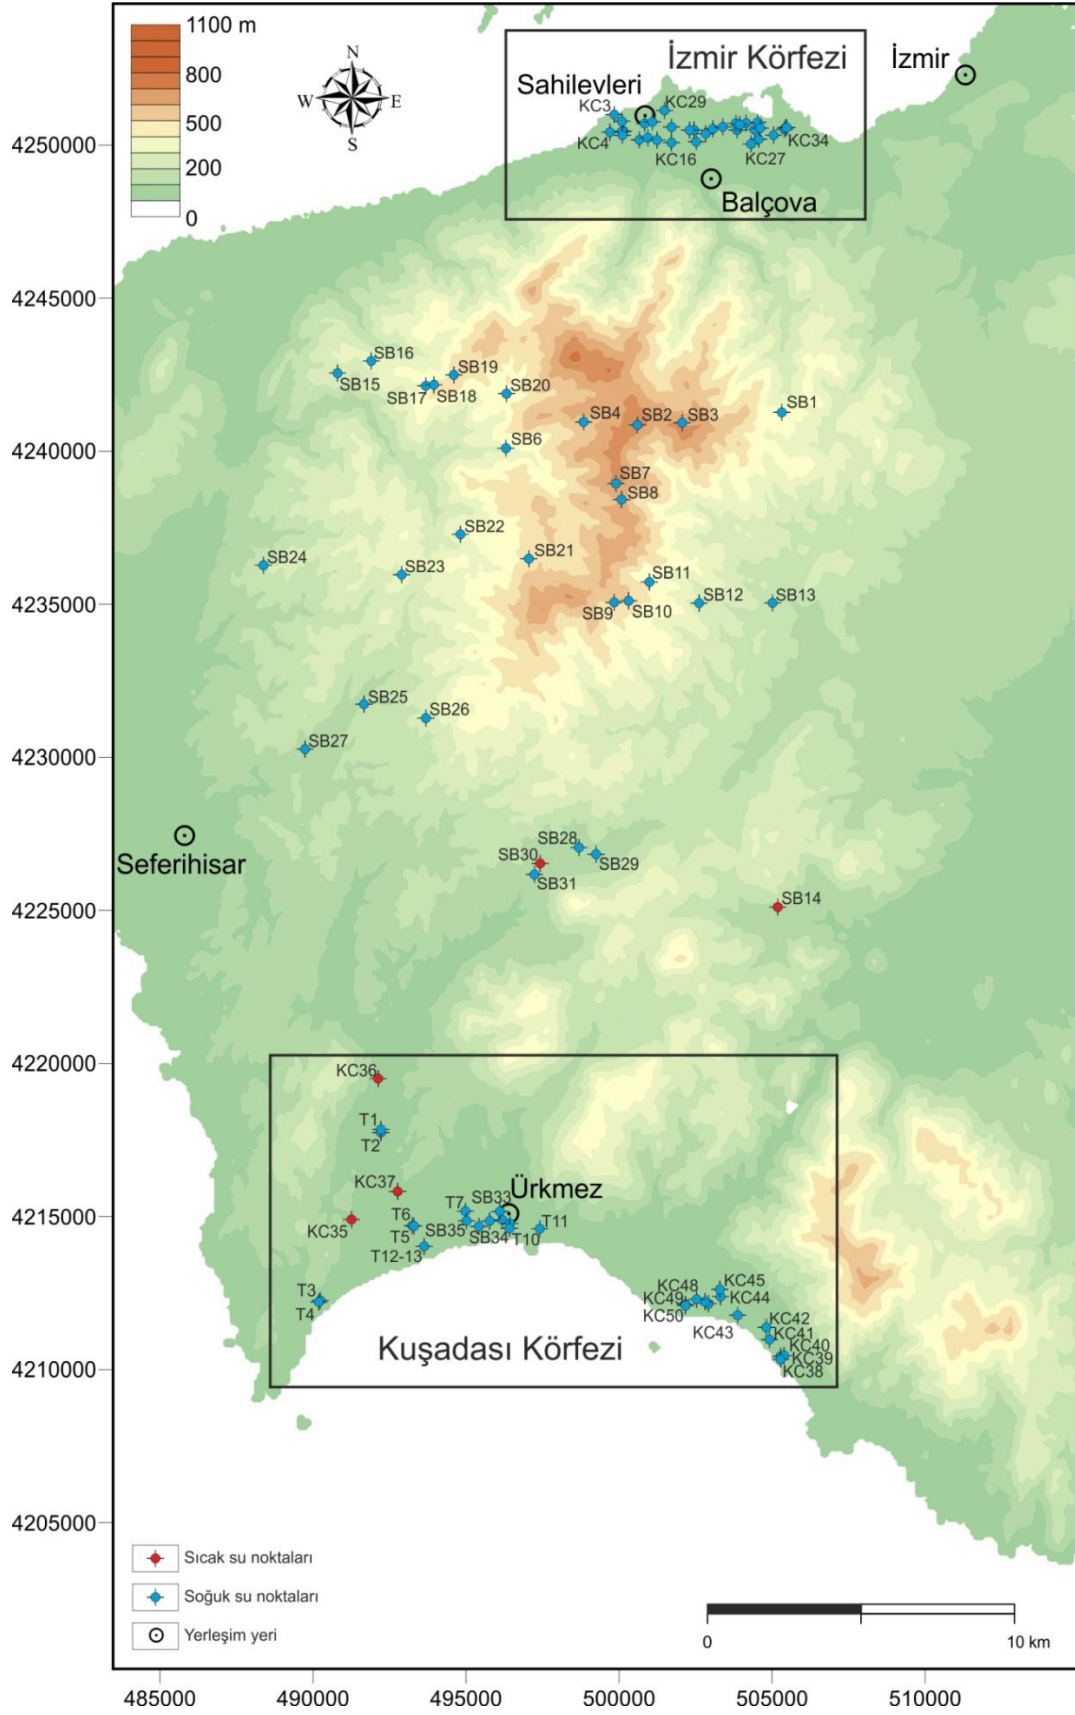 1100 m
800
500
200
0
N
W E
S
İzmir Körfezi
İzmir
Sahilevleri
KC3
KC29
KC4
KC16
KC27
KC34
Balçova
4250000
4245000
SB16
SB15
SB19
SB17
SB18
SB20
SB4
SB2
SB3
SB1
SB6
4240000
SB7
SB8
SB22
SB21
SB24
SB23
SB11
SB12
SB13
SB9
SB10
4235000
SB25
SB26
SB27
4230000
Seferihisar
SB28
SB30
SB29
SB31
SB14
4225000
4220000
KC36
T1
T2
KC37
SB33
Ürkmez
T7
T6
KC35
T5
SB35
SB34
T10
T11
T12-13
4215000
T3
T4
KC45
KC48
KC49
KC44
KC50
KC43
KC42
KC41
KC40
KC39
KC38
Kuşadası Körfezi
4210000
4205000
Sıcak su noktaları
Soğuk su noktaları
Yerleşim yeri
0 10 km
485000 490000 495000 500000 505000 510000